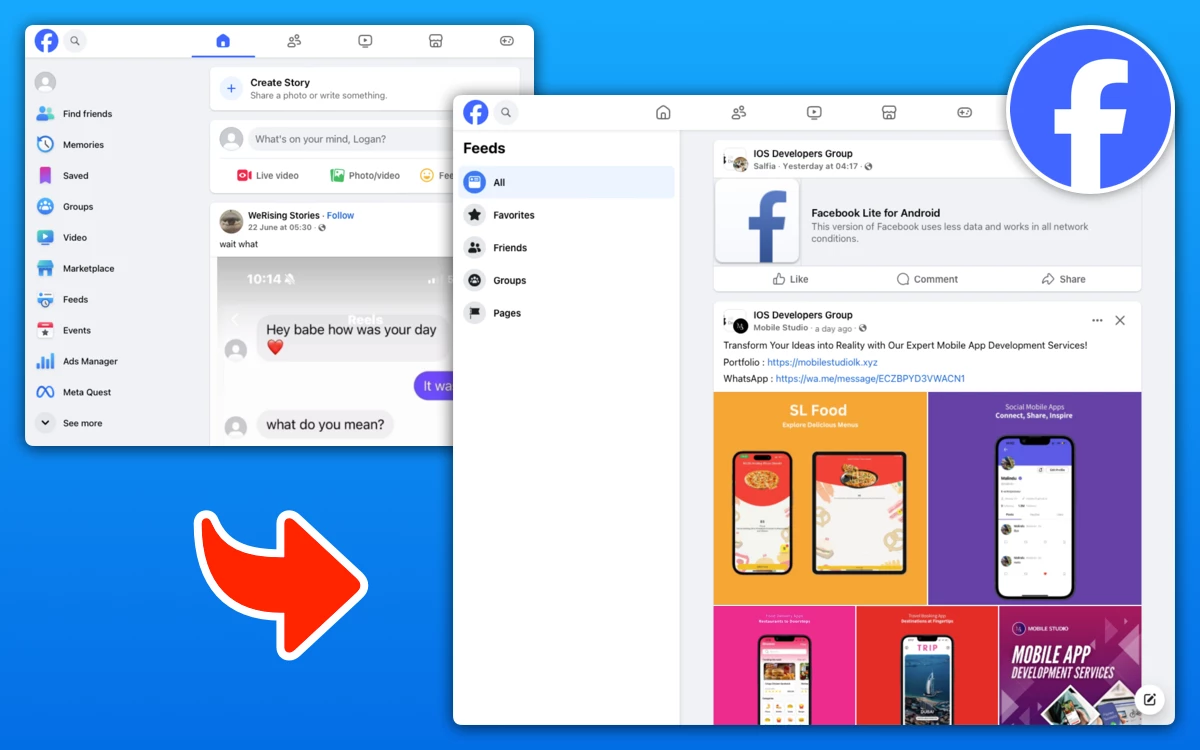 Create Story
Share a photo or write something.
Find friends
Memories
Saved
Groups
Video
Marketplace
Feeds
Events
Ads Manager
Meta Quest
See more
What's on your mind, Logan?
Live video
Photo/video
Fee
WeRising Stories · Follow
22 June at 05:30 ·
wait what
10:14
Reels
Hey babe how was your day
❤️
It wa
what do you mean?
Feeds
All
Favorites
Friends
Groups
Pages
IOS Developers Group
Salfia · Yesterday at 04:17 ·
Facebook Lite for Android
This version of Facebook uses less data and works in all network
conditions.
Like
Comment
Share
IOS Developers Group
Mobile Studio · a day ago ·
Transform Your Ideas into Reality with Our Expert Mobile App Development Services!
Portfolio : https://mobilestudiolk.xyz
WhatsApp : https://wa.me/message/ECZBPYD3VWACN1
SL Food
Explore Delicious Menus
Social Mobile Apps
Connect, Share, Inspire
Restaurants to Doorsteps
Travel Booking App
Destinations at Fingertips
TRIP
DUBAI
MOBILE STUDIO
MOBILE APP
DEVELOPMENT SERVICES